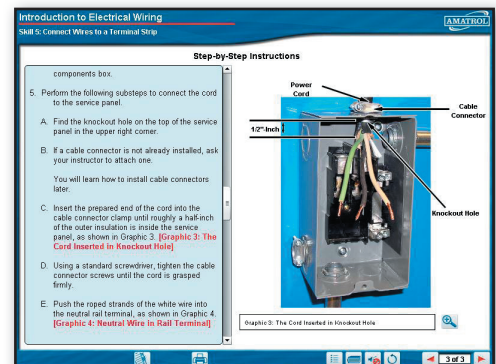 Introduction to Electrical Wiring
AMATROL
Skill 5: Connect Wires to a Terminal Strip
Step-by-Step Instructions
components box.
5. Perform the following substeps to connect the cord
to the service panel.
A. Find the knockout hole on the top of the service
panel in the upper right corner.
B. If a cable connector is not already installed, ask
your instructor to attach one.
You will learn how to install cable connectors
later.
C. Insert the prepared end of the cord into the
cable connector clamp until roughly a half-inch
of the outer insulation is inside the service
panel, as shown in Graphic 3. [Graphic 3: The
Cord Inserted in Knockout Hole]
D. Using a standard screwdriver, tighten the cable
connector screws until the cord is grasped
firmly.
E. Push the roped strands of the white wire into
the neutral rail terminal, as shown in Graphic 4.
[Graphic 4: Neutral Wire In Rail Terminal]
Power
Cord
Cable
Connector
1/2"-Inch
Knockout Hole
Graphic 3: The Cord Inserted in Knockout Hole
3 of 3